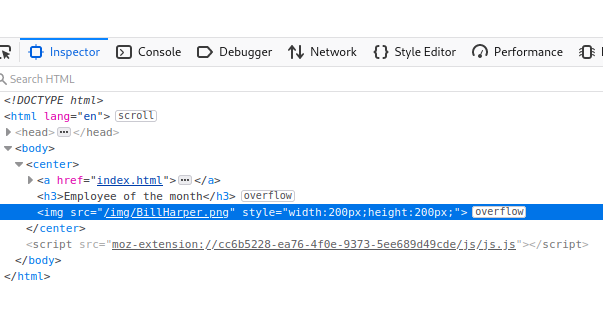 Inspector Console Debugger Network Style Editor Performance
Search HTML
<!DOCTYPE html>
<html lang="en"> scroll
<head> ... </head>
<body>
<center>
<a href="index.html"> ... </a>
<h3>Employee of the month</h3> overflow
<img src="/img/BillHarper.png" style="width:200px;height:200px;"> overflow
</center>
<script src="moz-extension://cc6b5228-ea76-4f0e-9373-5ee689d49cde/js/js.js"></script>
</body>
</html>